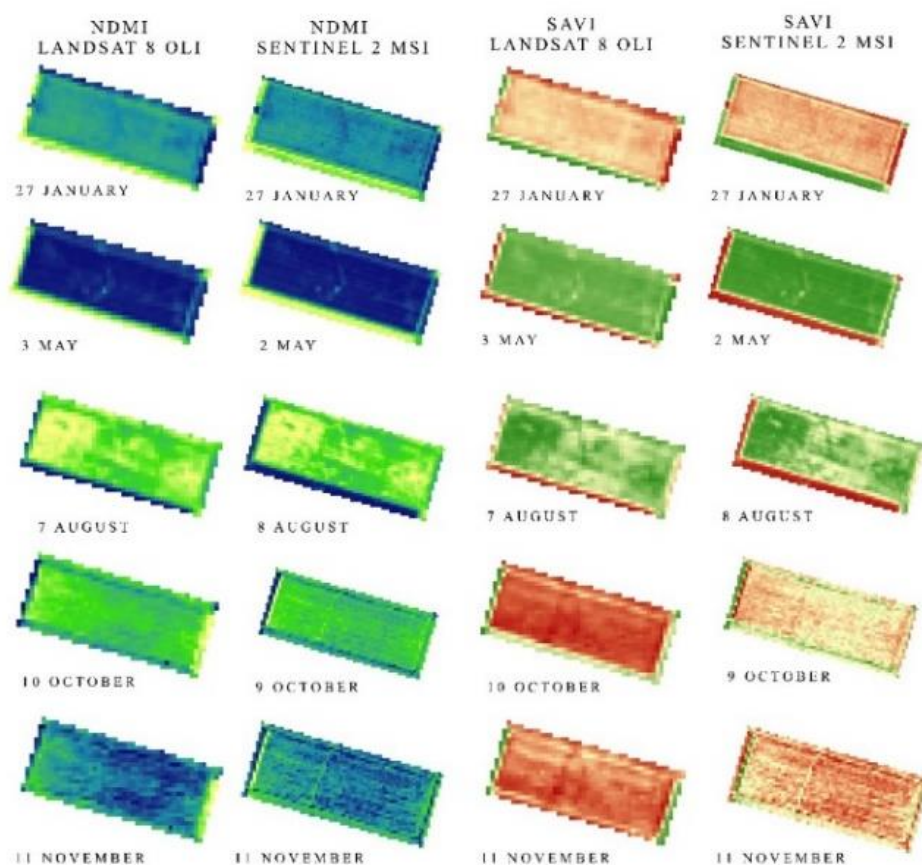 NDMI
LANDSAT 8 OLI
NDMI
SENTINEL 2 MSI
SAVI
LANDSAT 8 OLI
SAVI
SENTINEL 2 MSI
27 JANUARY
27 JANUARY
27 JANUARY
27 JANUARY
3 MAY
2 MAY
3 MAY
2 MAY
7 AUGUST
8 AUGUST
7 AUGUST
8 AUGUST
10 OCTOBER
9 OCTOBER
10 OCTOBER
9 OCTOBER
11 NOVEMBER
11 NOVEMBER
11 NOVEMBER
11 NOVEMBER